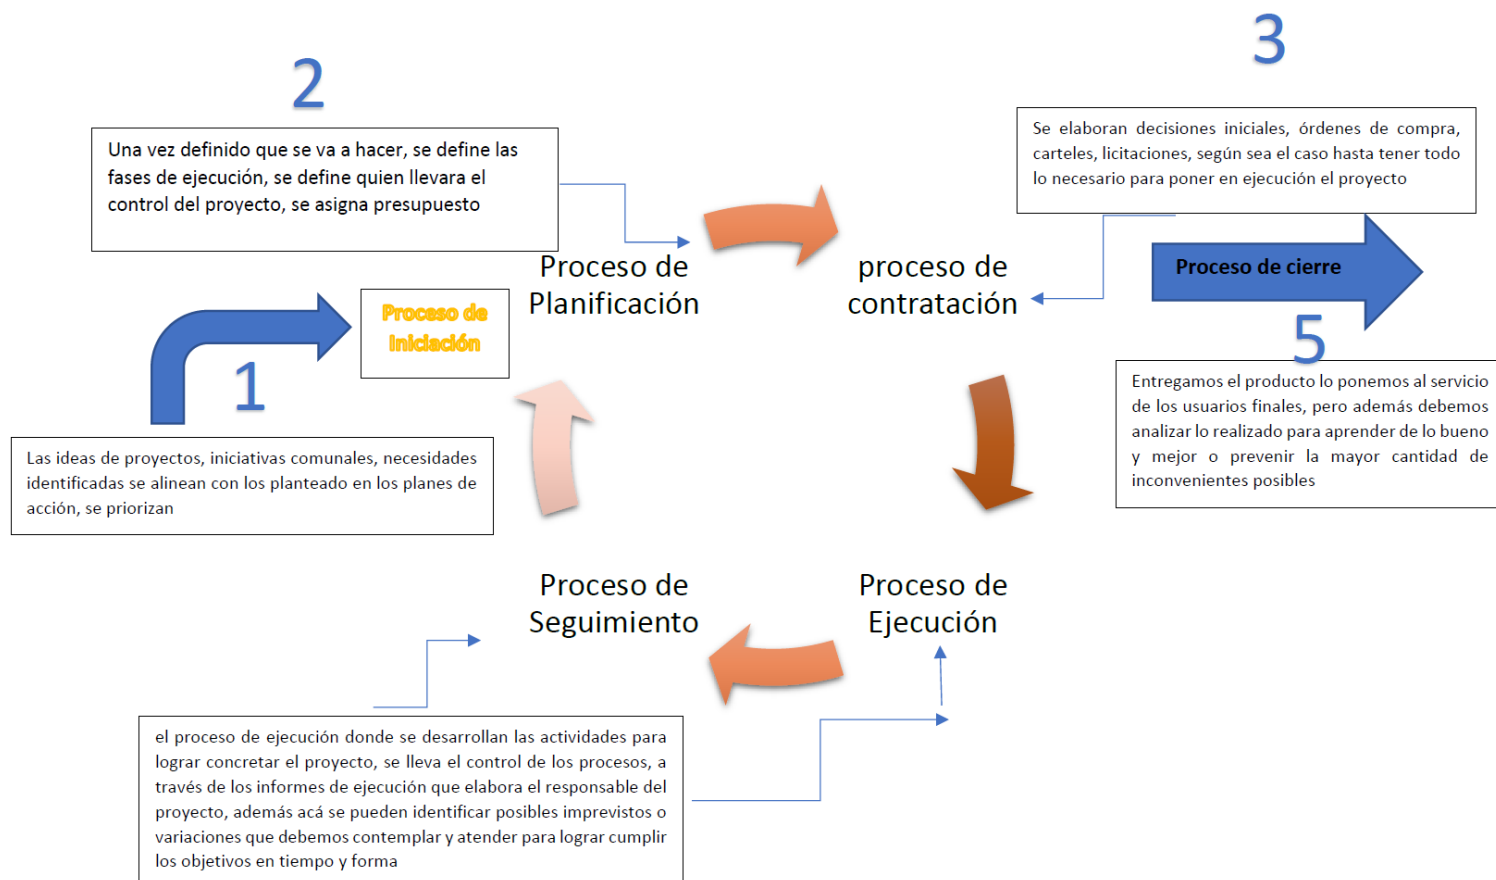 2
Una vez definido que se va a hacer, se define las
fases de ejecución, se define quien llevara el
control del proyecto, se asigna presupuesto
3
Se elaboran decisiones iniciales, órdenes de compra,
carteles, licitaciones, según sea el caso hasta tener todo
lo necesario para poner en ejecución el proyecto
Proceso de
Planificación
proceso de
contratación
Proceso de cierre
Proceso de
Iniciación
1
5
Las ideas de proyectos, iniciativas comunales, necesidades
identificadas se alinean con los planteado en los planes de
acción, se priorizan
Entregamos el producto lo ponemos al servicio
de los usuarios finales, pero además debemos
analizar lo realizado para aprender de lo bueno
y mejor o prevenir la mayor cantidad de
inconvenientes posibles
Proceso de
Seguimiento
Proceso de
Ejecución
el proceso de ejecución donde se desarrollan las actividades para
lograr concretar el proyecto, se lleva el control de los procesos, a
través de los informes de ejecución que elabora el responsable del
proyecto, además acá se pueden identificar posibles imprevistos o
variaciones que debemos contemplar y atender para lograr cumplir
los objetivos en tiempo y forma